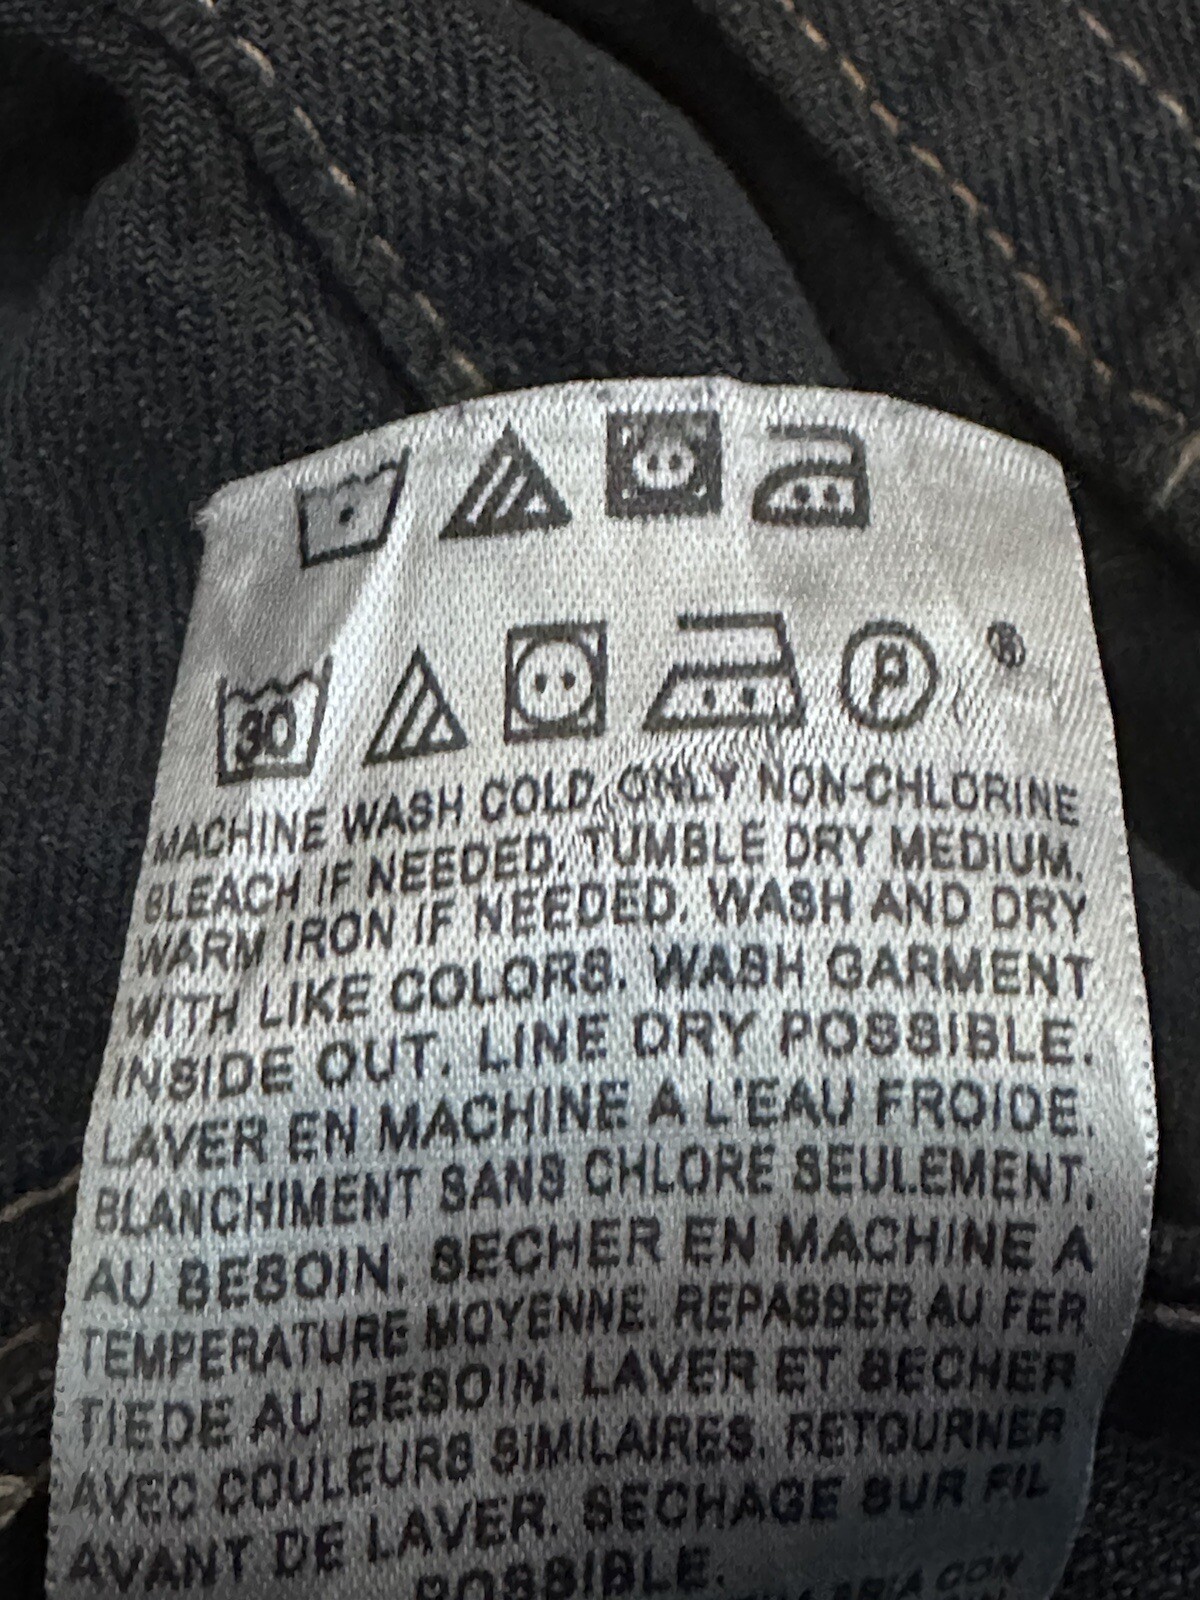 30 P ®
MACHINE WASH COLD. ONLY NON-CHLORINE
BLEACH IF NEEDED. TUMBLE DRY MEDIUM.
WARM IRON IF NEEDED. WASH AND DRY
WITH LIKE COLORS. WASH GARMENT
INSIDE OUT. LINE DRY POSSIBLE.
LAVER EN MACHINE A L'EAU FROIDE.
BLANCHIMENT SANS CHLORE SEULEMENT,
AU BESOIN. SECHER EN MACHINE A
TEMPERATURE MOYENNE. REPASSER AU FER
TIEDE AU BESOIN. LAVER ET SECHER
AVEC COULEURS SIMILAIRES. RETOURNER
AVANT DE LAVER. SECHAGE SUR FIL
POSSIBLE.
CON